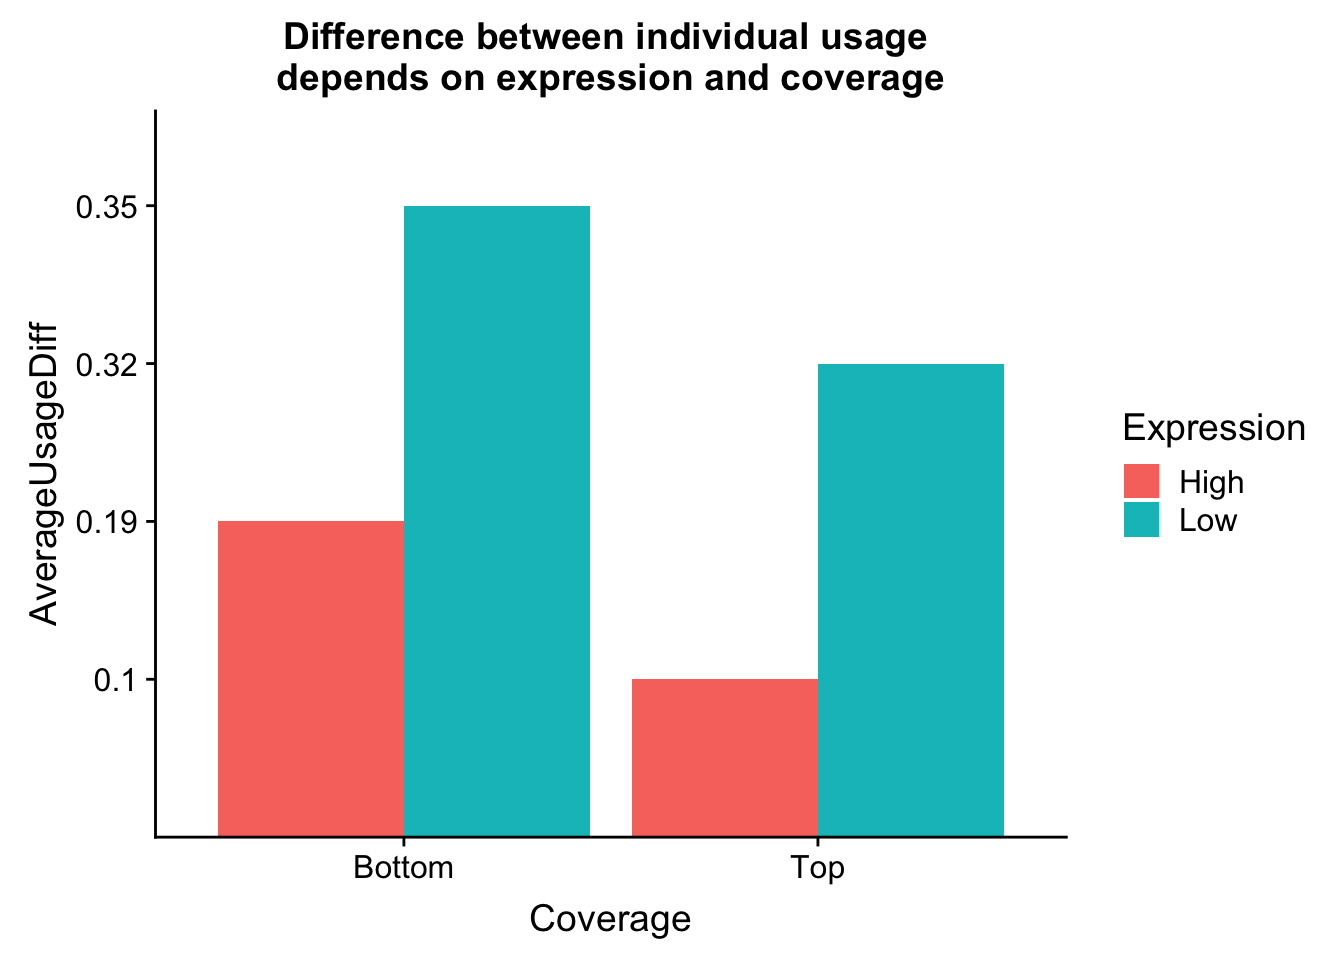 Difference between individual usage
depends on expression and coverage
AverageUsageDiff
0.35
0.32
0.19
0.1
Bottom
Top
Coverage
Expression
High
Low